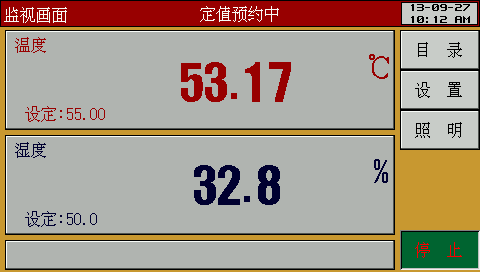 监视画面 定值预约中 13-09-27
10:12 AM
温度
53.17 ℃
设定:55.00
湿度
32.8 %
设定:50.0
目 录
设 置
照 明
停 止